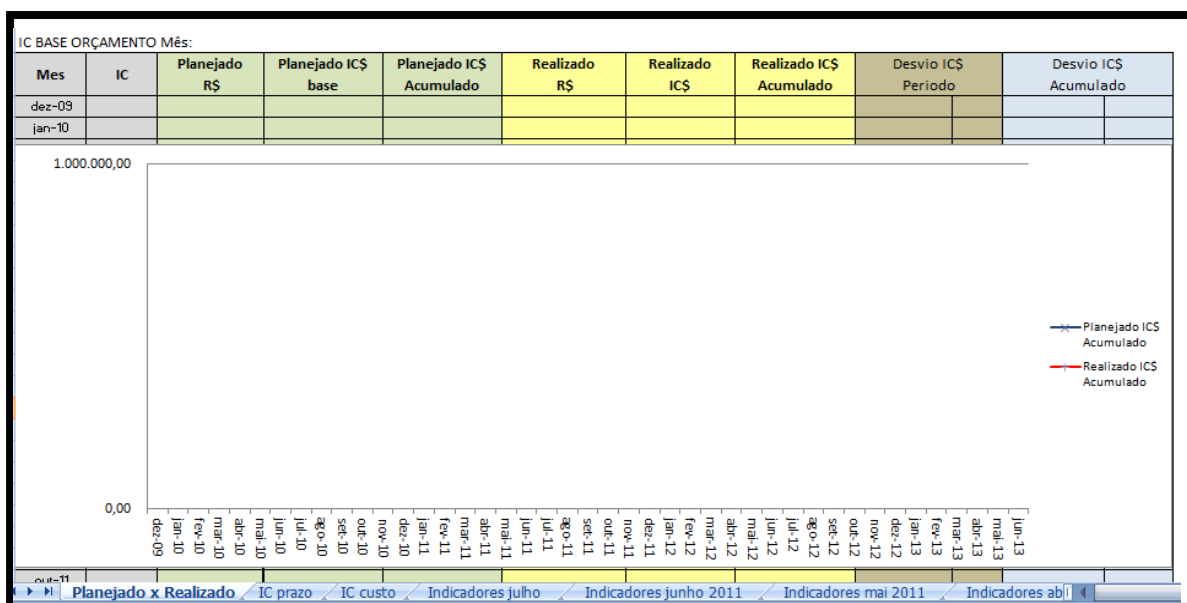 IC BASE ORÇAMENTO Mês:
Mes IC Planejado R$ Planejado IC$ base Planejado IC$ Acumulado Realizado R$ Realizado IC$ Realizado IC$ Acumulado Desvio IC$ Periodo Desvio IC$ Acumulado
dez-09
jan-10
1.000.000,00
Planejado IC$
Acumulado
Realizado IC$
Acumulado
0,00
dez-09 jan-10 fev-10 mar-10 abr-10 mai-10 jun-10 jul-10 ago-10 set-10 out-10 nov-10 dez-10 jan-11 fev-11 mar-11 abr-11 mai-11 jun-11 jul-11 ago-11 set-11 out-11 nov-11 dez-11 jan-12 fev-12 mar-12 abr-12 mai-12 jun-12 jul-12 ago-12 set-12 out-12 nov-12 dez-12 jan-13 fev-13 mar-13 abr-13 mai-13 jun-13
out-11
Planejado x Realizado IC prazo IC custo Indicadores julho Indicadores junho 2011 Indicadores mai 2011 Indicadores ab